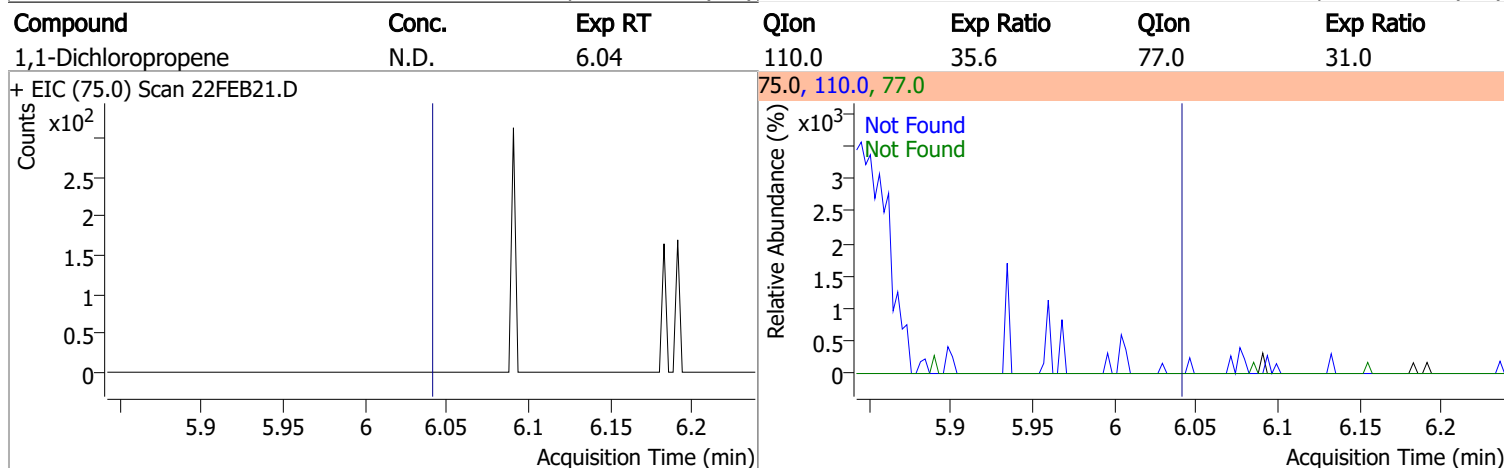 Compound Conc. Exp RT QIon Exp Ratio QIon Exp Ratio
1,1-Dichloropropene N.D. 6.04 110.0 35.6 77.0 31.0
+ EIC (75.0) Scan 22FEB21.D
Counts
x10²
2.5
2
1.5
1
0.5
0
5.9 5.95 6 6.05 6.1 6.15 6.2
Acquisition Time (min)
75.0, 110.0, 77.0
Relative Abundance (%)
x10³
Not Found
Not Found
3
2.5
2
1.5
1
0.5
0
5.9 5.95 6 6.05 6.1 6.15 6.2
Acquisition Time (min)